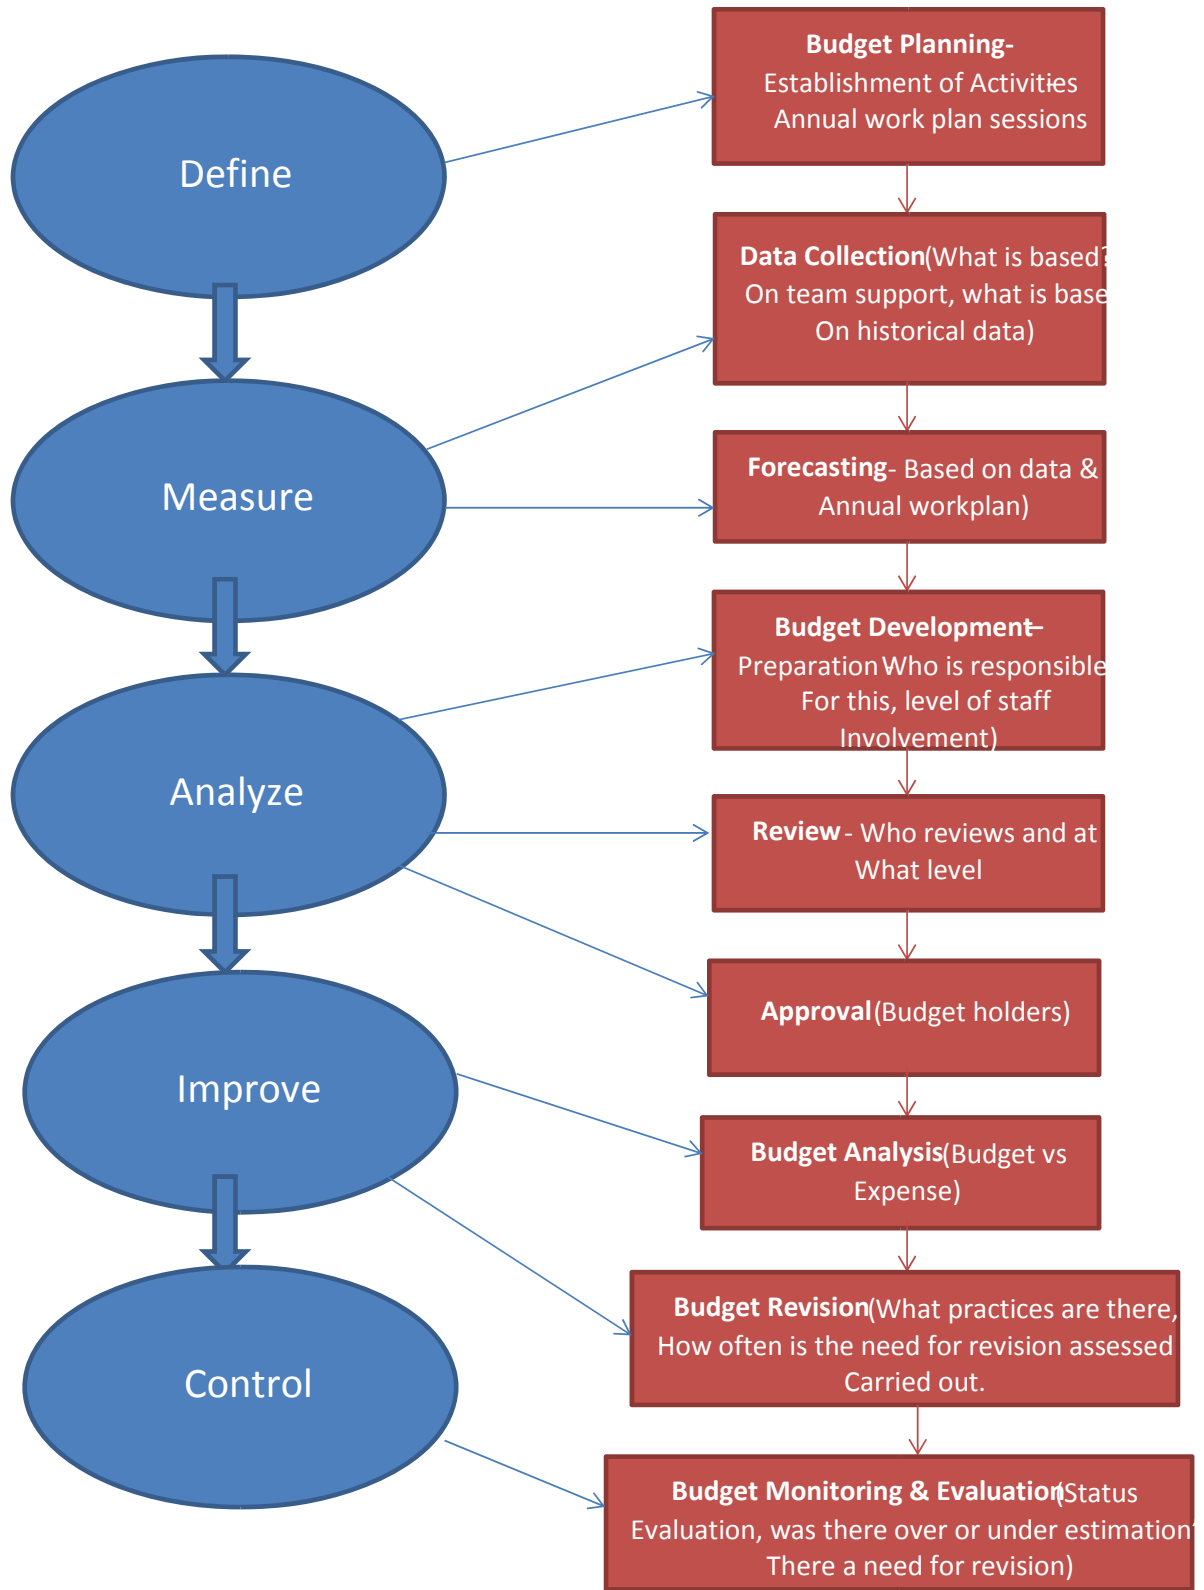 Define
Measure
Analyze
Improve
Control
Budget Planning-
Establishment of Activities-
Annual work plan sessions
Data Collection(What is based?
On team support, what is base
On historical data)
Forecasting- Based on data &
Annual workplan)
Budget Development–
Preparation-Who is responsible
For this, level of staff
Involvement)
Review - Who reviews and at
What level
Approval(Budget holders)
Budget Analysis(Budget vs
Expense)
Budget Revision(What practices are there,
How often is the need for revision assessed
Carried out.
Budget Monitoring & Evaluation(Status
Evaluation, was there over or under estimation?
There a need for revision)